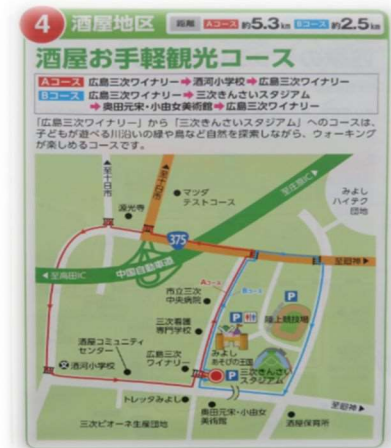 4 酒屋地区 距離 Aコース 約5.3km Bコース 約2.5km
酒屋お手軽観光コース
Aコース 広島三次ワイナリー➡酒河小学校➡広島三次ワイナリー
Bコース 広島三次ワイナリー➡三次きんさいスタジアム
➡奥田元宋・小由女美術館➡広島三次ワイナリー
「広島三次ワイナリー」から「三次きんさいスタジアム」へのコースは、
子どもが遊べる川沿いの緑や鳥など自然を探索しながら、ウォーキング
が楽しめるコースです。
至十日市
至十日市
至庄原IC
みよし
ハイテク
団地
マツダ
テストコース
源光寺
375
至高田IC
中国自動車道
至廻神
Aコース
Bコース
市立三次
中央病院
P
P
陸上競技場
三次看護
専門学校
酒屋コミュニティ
センター
広島三次
ワイナリー
みよし
あそびの王国
酒河小学校
P
三次きんさい
スタジアム
トレッタみよし
奥田元宋・小由女
美術館
至廻神
酒屋保育所
三次ピオーネ生産団地